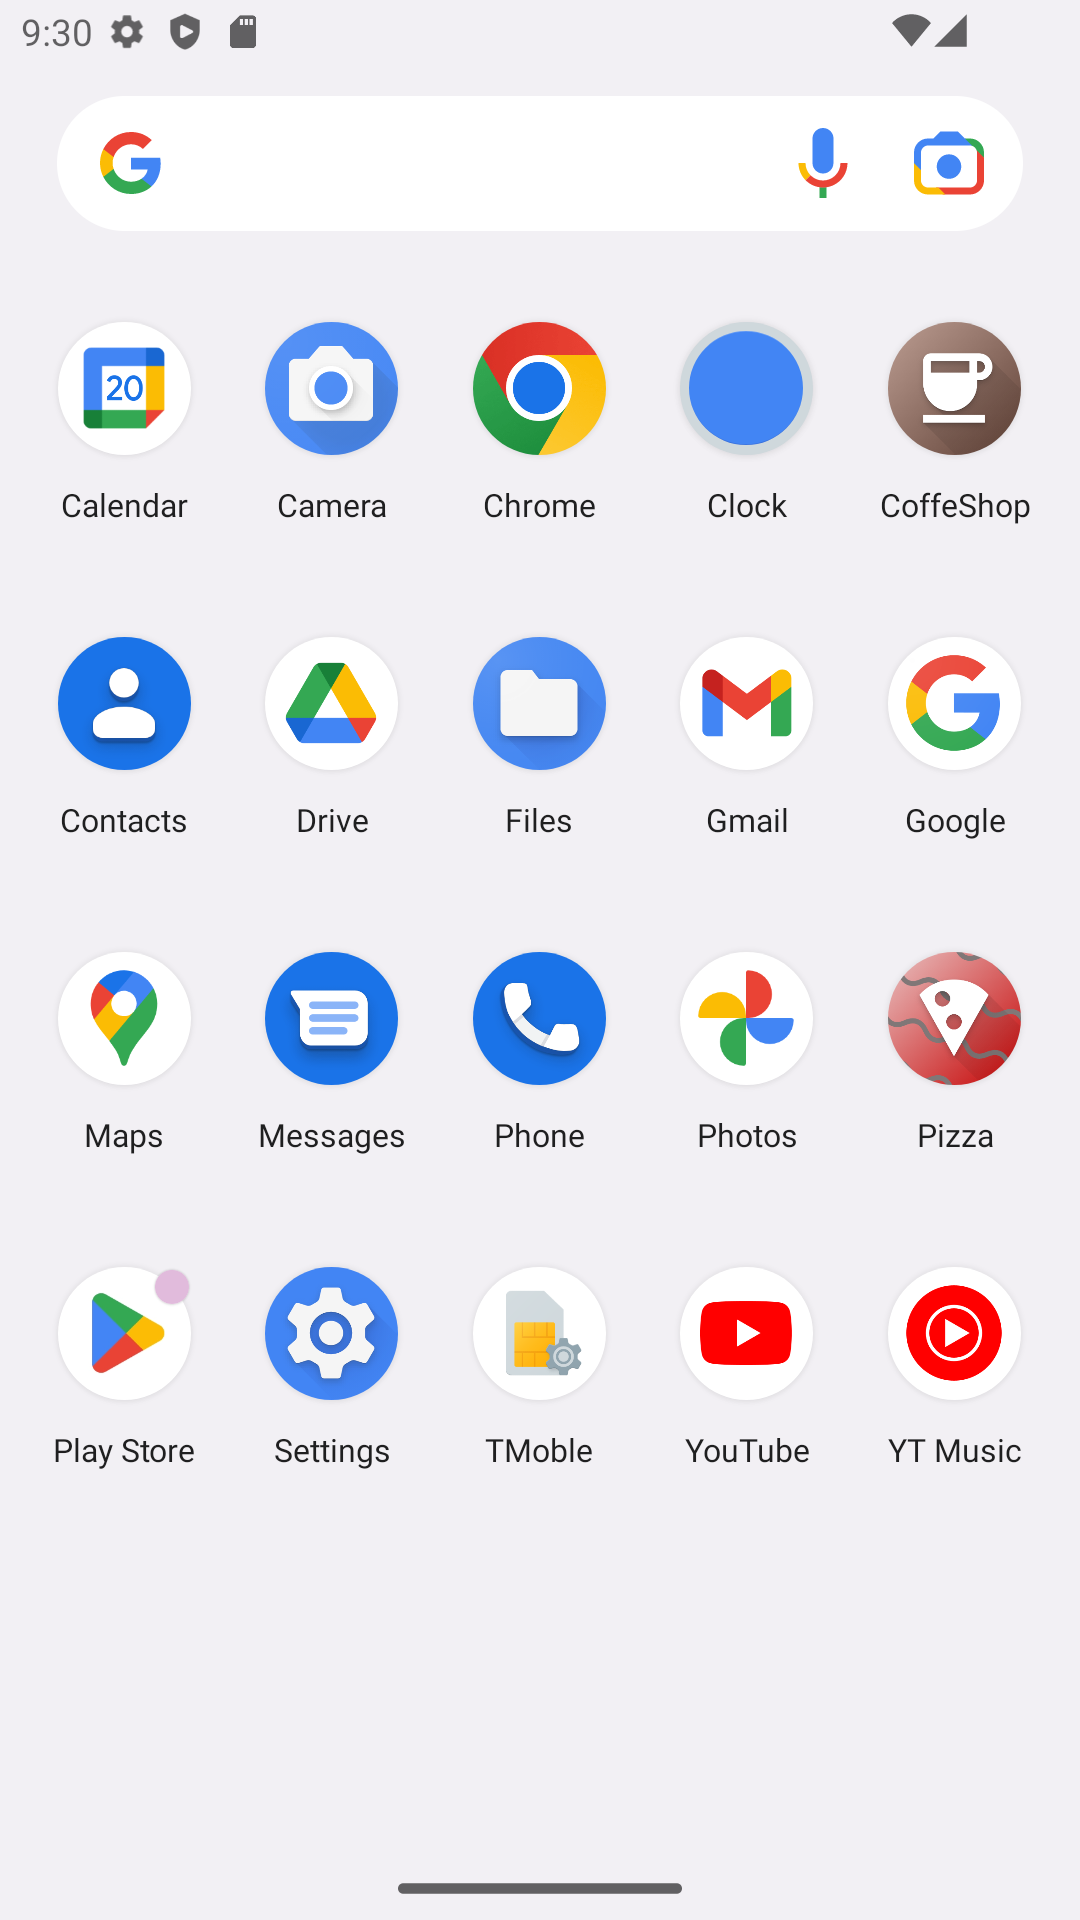 9:30
20
Calendar Camera Chrome Clock CoffeShop
Contacts Drive Files Gmail Google
Maps Messages Phone Photos Pizza
Play Store Settings TMoble YouTube YT Music